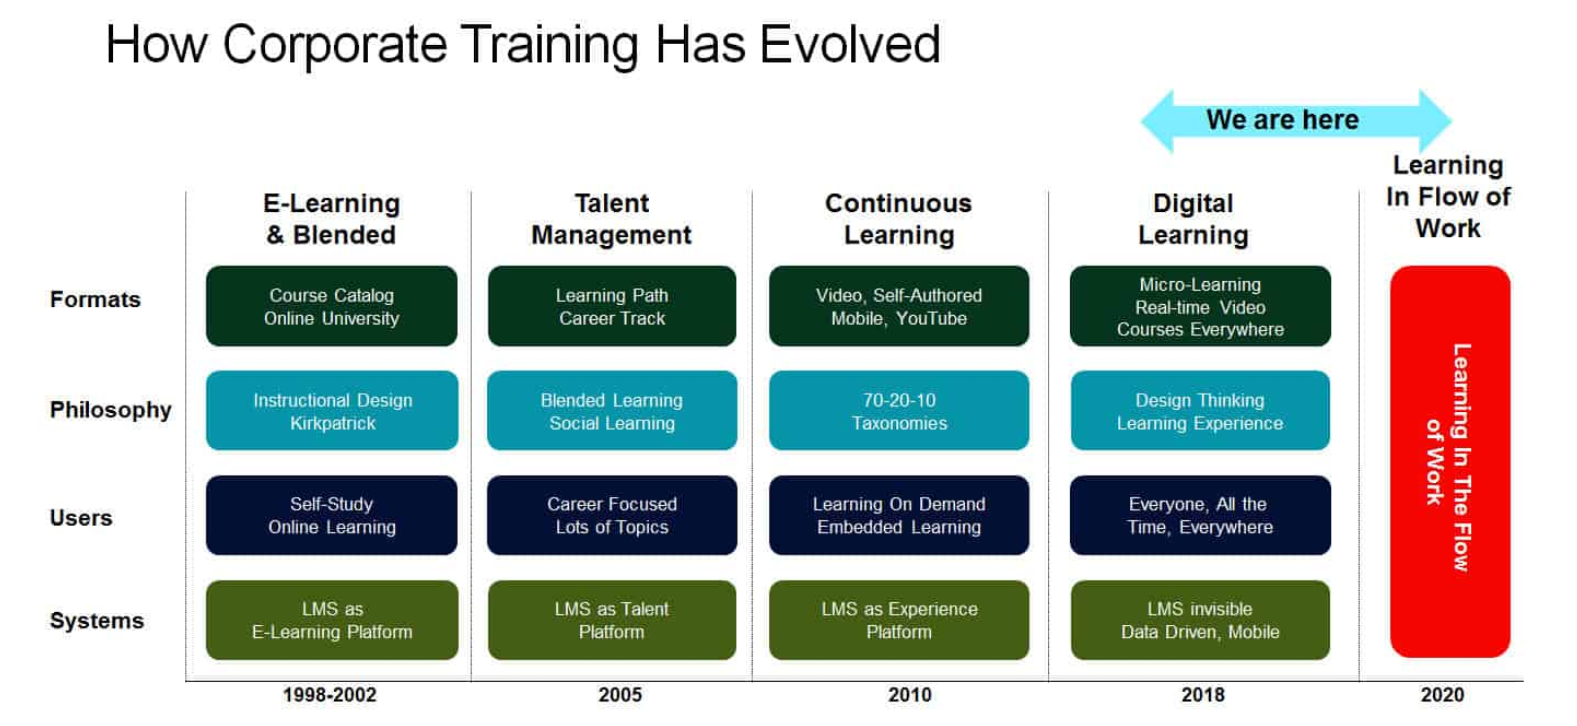 How Corporate Training Has Evolved
We are here
E-Learning
& Blended
Talent
Management
Continuous
Learning
Digital
Learning
Learning
In Flow of
Work
Formats
Course Catalog
Online University
Learning Path
Career Track
Video, Self-Authored
Mobile, YouTube
Micro-Learning
Real-time Video
Courses Everywhere
Philosophy
Instructional Design
Kirkpatrick
Blended Learning
Social Learning
70-20-10
Taxonomies
Design Thinking
Learning Experience
Users
Self-Study
Online Learning
Career Focused
Lots of Topics
Learning On Demand
Embedded Learning
Everyone, All the
Time, Everywhere
Systems
LMS as
E-Learning Platform
LMS as Talent
Platform
LMS as Experience
Platform
LMS invisible
Data Driven, Mobile
Learning In The Flow
of Work
1998-2002
2005
2010
2018
2020